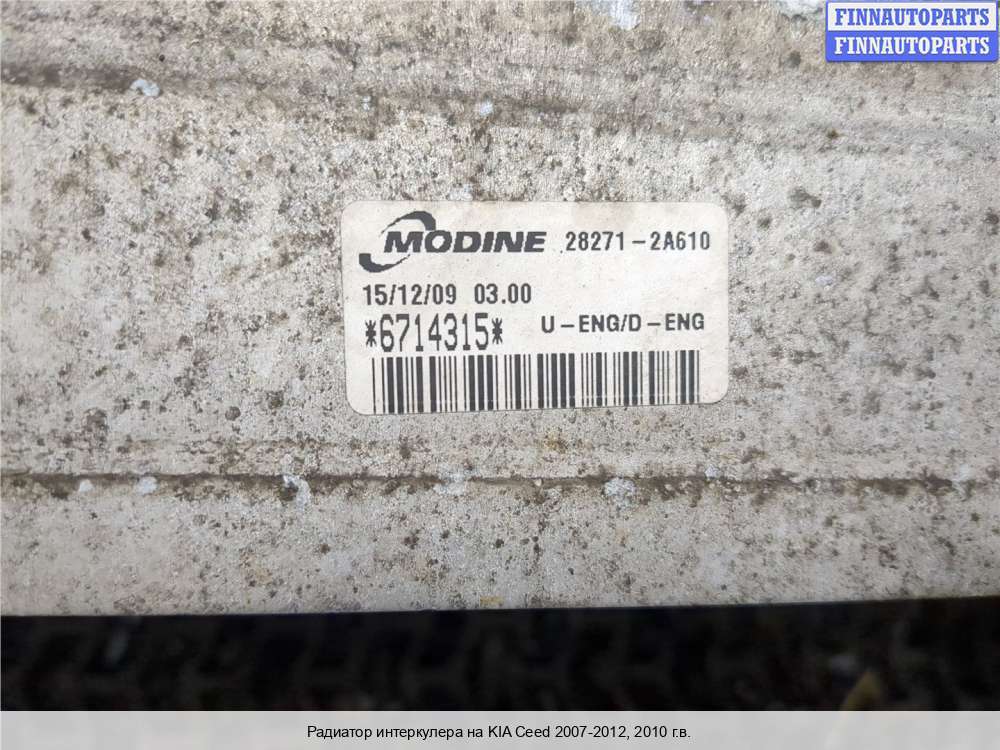 FINNAUTOPARTS
FINNAUTOPARTS
MODINE 28271-2A610
15/12/09 03.00
*6714315* U-ENG/D-ENG
Радиатор интеркулера на KIA Ceed 2007-2012, 2010 г.в.